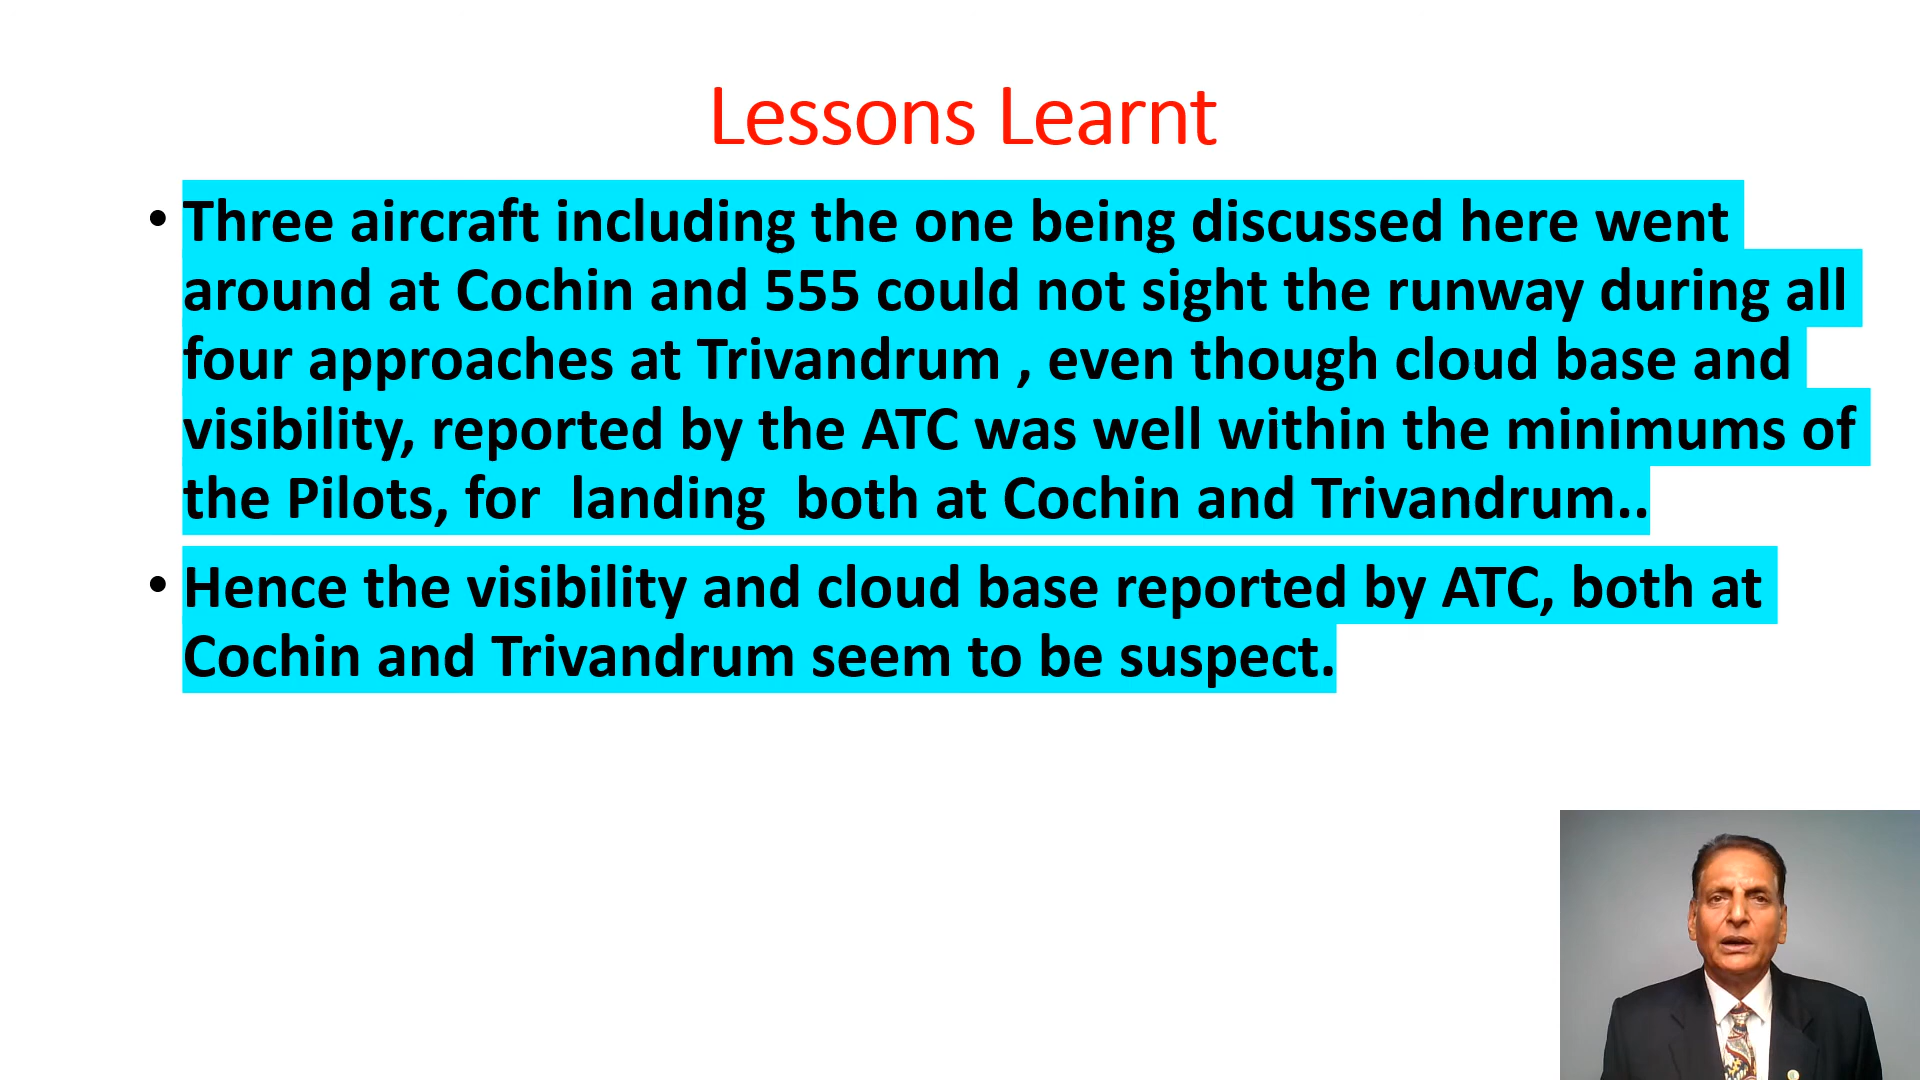 Lessons Learnt
• Three aircraft including the one being discussed here went
around at Cochin and 555 could not sight the runway during all
four approaches at Trivandrum , even though cloud base and
visibility, reported by the ATC was well within the minimums of
the Pilots, for  landing  both at Cochin and Trivandrum..
• Hence the visibility and cloud base reported by ATC, both at
Cochin and Trivandrum seem to be suspect.